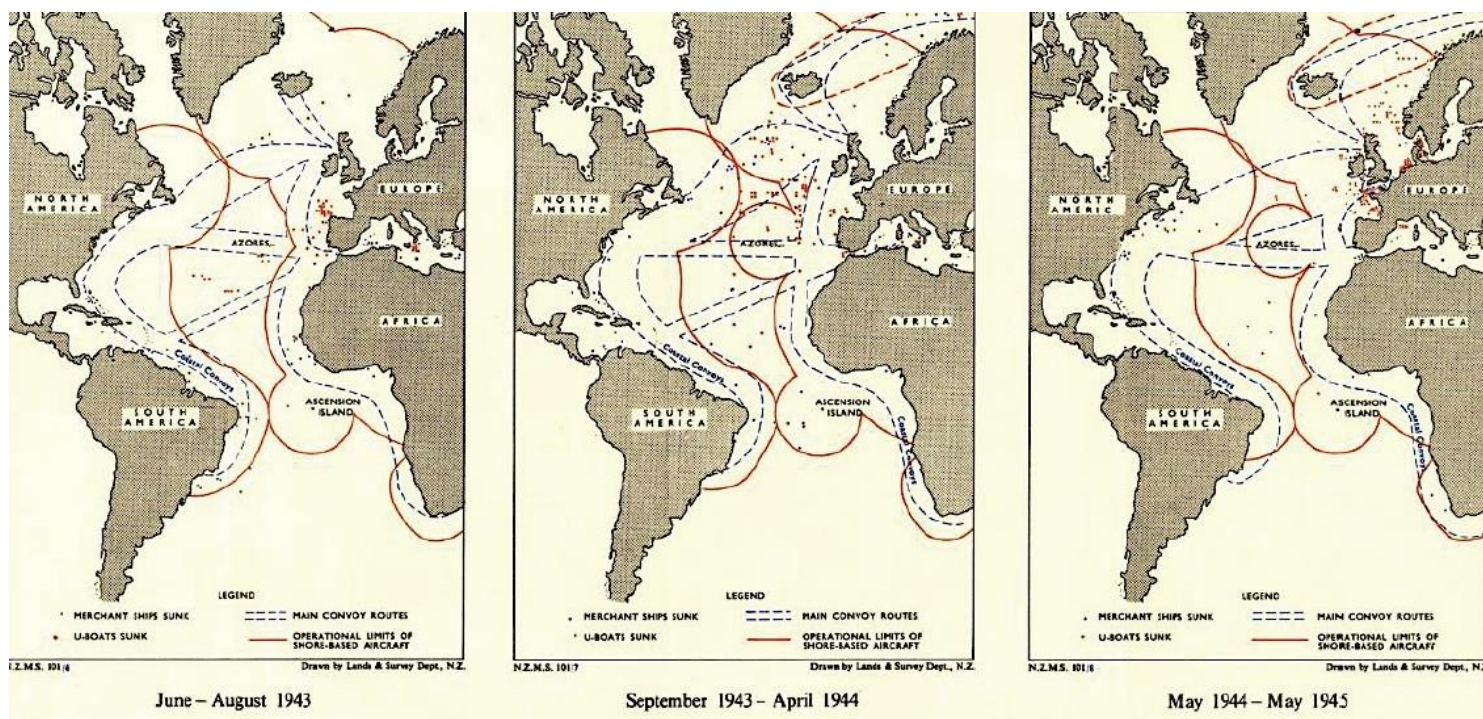 NORTH
AMERICA
EUROPE
AZORES
AFRICA
Coastal Convoys
ASCENSION
ISLAND
SOUTH
AMERICA
LEGEND
MERCHANT SHIPS SUNK
MAIN CONVOY ROUTES
U-BOATS SUNK
OPERATIONAL LIMITS OF
SHORE-BASED AIRCRAFT
N.Z.M.S. 101/6
Drawn by Lands & Survey Dept., N.Z.
June – August 1943
NORTH
AMERICA
EUROPE
AZORES
AFRICA
Coastal Convoys
ASCENSION
ISLAND
SOUTH
AMERICA
Coastal Convoys
LEGEND
MERCHANT SHIPS SUNK
MAIN CONVOY ROUTES
U-BOATS SUNK
OPERATIONAL LIMITS OF
SHORE-BASED AIRCRAFT
N.Z.M.S. 101/7
Drawn by Lands & Survey Dept., N.Z.
September 1943 – April 1944
NORTH
AMERIC
EUROPE
AZORES
AFRICA
Coastal Convoys
ASCENSION
ISLAND
SOUTH
AMERICA
Coastal Convoys
LEGEND
MERCHANT SHIPS SUNK
MAIN CONVOY ROUTES
U-BOATS SUNK
OPERATIONAL LIMITS OF
SHORE-BASED AIRCRAFT
N.Z.M.S. 101/8
Drawn by Lands & Survey Dept., N.Z
May 1944 – May 1945